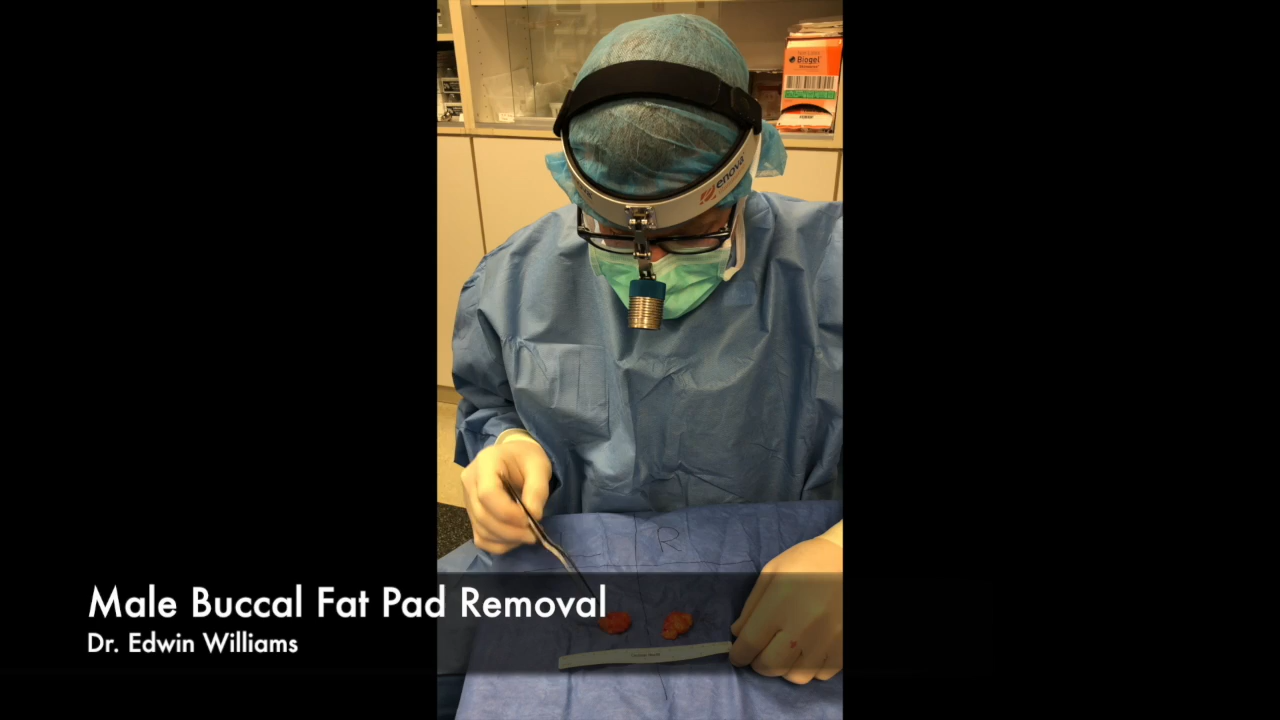 Biogel
enova
R
Male Buccal Fat Pad Removal
Dr. Edwin Williams